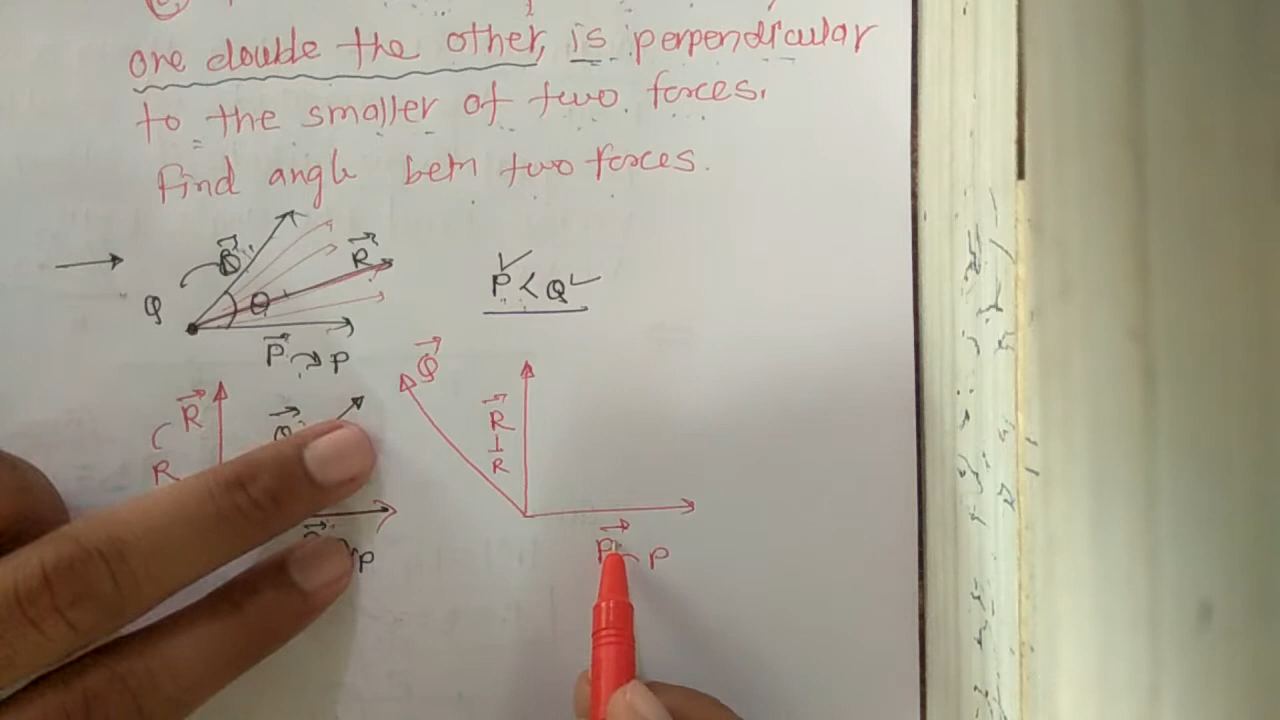 one double the other, is perpendicular
to the smaller of two forces.
Find angle betn two forces.
B R
Q θ P < Q
P P
R Q R Q
R R
P P
P